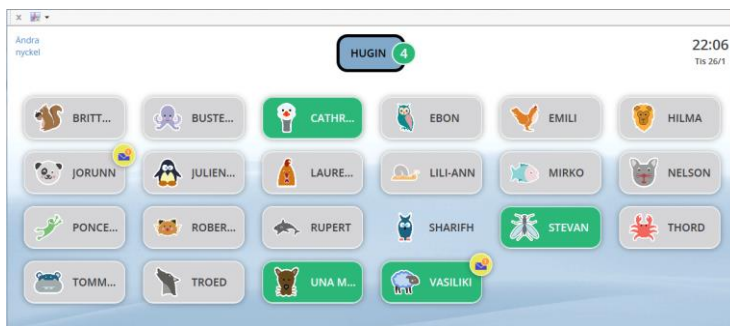 Ändra
nyckel
HUGIN 4
22:06
Tis 26/1
BRITT... BUSTE... CATHR... EBON EMILI HILMA
JORUNN JULIEN... LAURE... LILI-ANN MIRKO NELSON
PONCE... ROBER... RUPERT SHARIFH STEVAN THORD
TOMM... TROED UNA M... VASILIKI